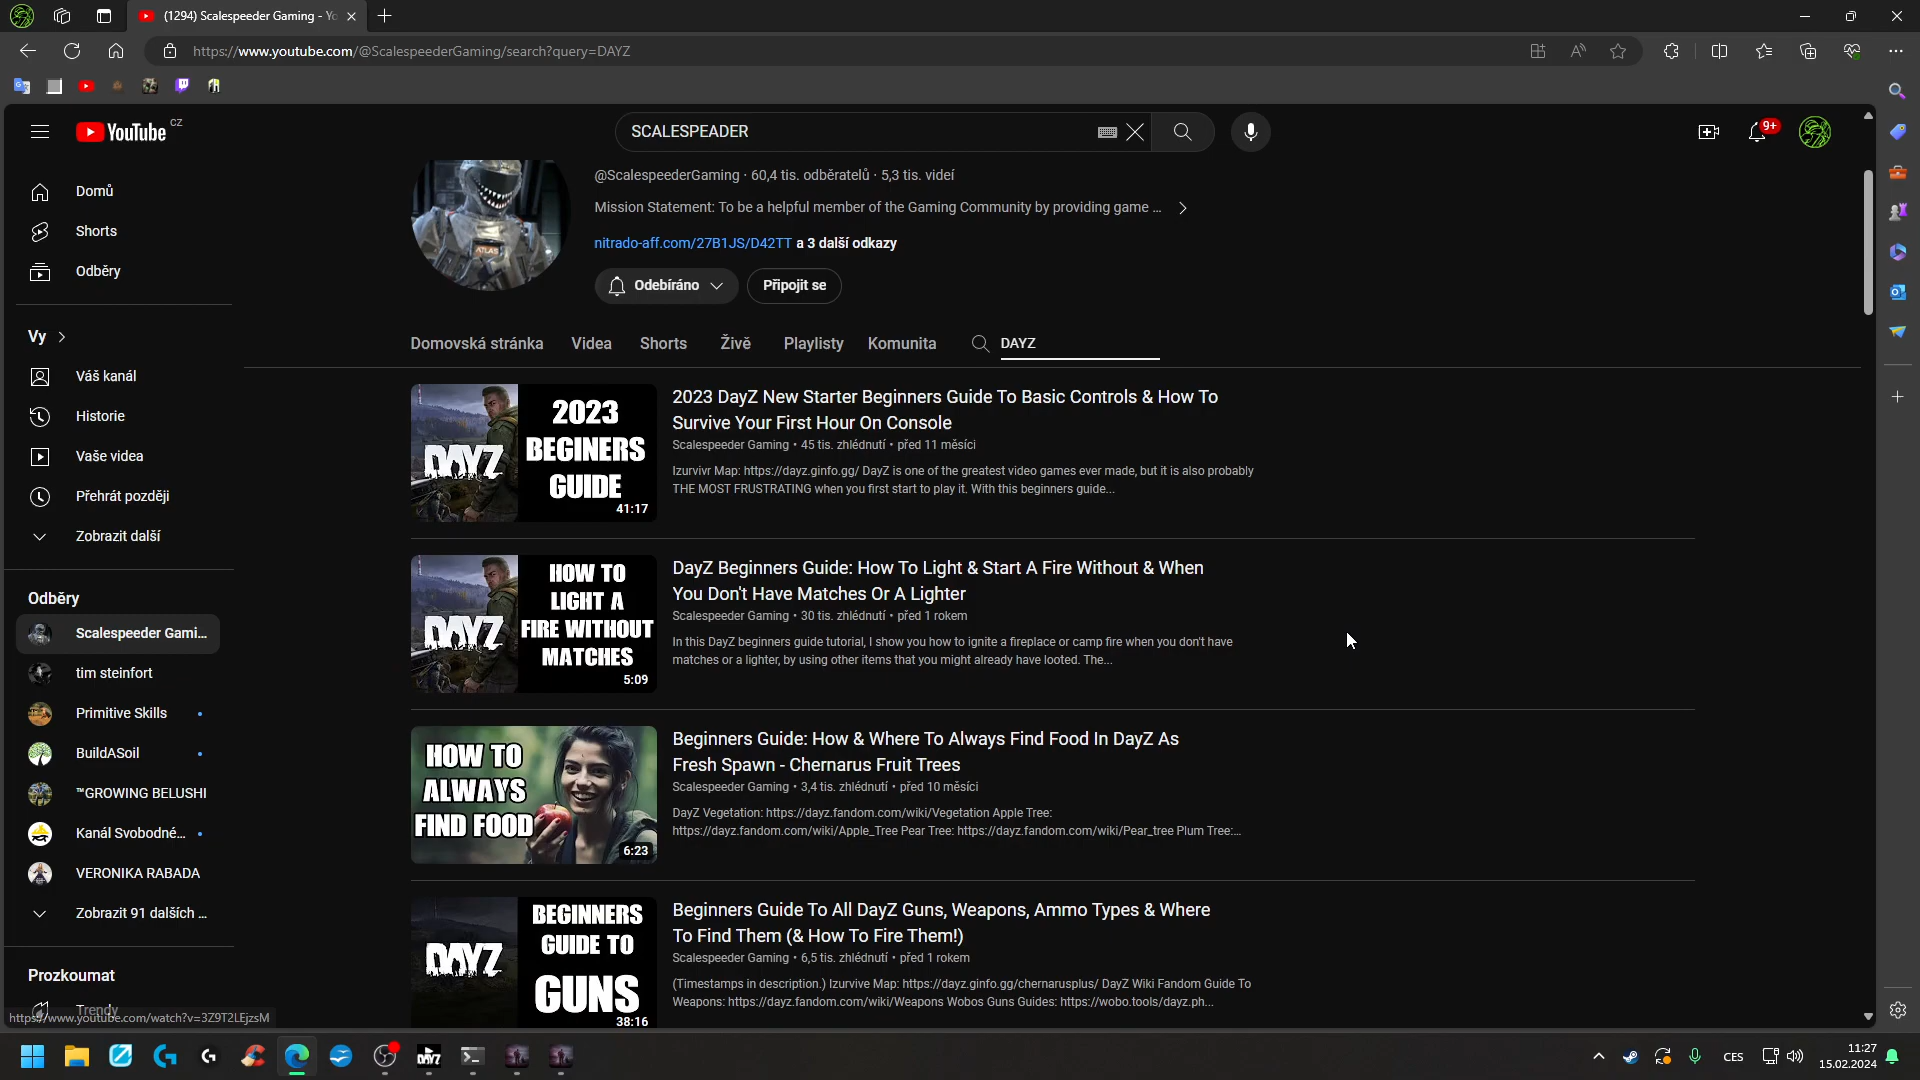 (1294) Scalespeeder Gaming - Yo
https://www.youtube.com/@ScalespeederGaming/search?query=DAYZ
YouTube CZ
SCALESPEADER
9+
Domů
Shorts
Odběry
Vy
Váš kanál
Historie
Vaše videa
Přehrát později
Zobrazit další
Odběry
Scalespeeder Gami...
tim steinfort
Primitive Skills
BuildASoil
™GROWING BELUSHI
Kanál Svobodné...
VERONIKA RABADA
Zobrazit 91 dalších ...
Prozkoumat
Trendy
https://www.youtube.com/watch?v=3Z9T2LEjzsM
ATLAS
@ScalespeederGaming · 60,4 tis. odběratelů · 5,3 tis. videí
Mission Statement: To be a helpful member of the Gaming Community by providing game ...
nitrado-aff.com/27B1JS/D42TT a 3 další odkazy
Odebíráno
Připojit se
Domovská stránka Videa Shorts Živě Playlisty Komunita DAYZ
DAYZ
2023
BEGINERS
GUIDE
41:17
2023 DayZ New Starter Beginners Guide To Basic Controls & How To
Survive Your First Hour On Console
Scalespeeder Gaming • 45 tis. zhlédnutí • před 11 měsíci
Izurvivr Map: https://dayz.ginfo.gg/ DayZ is one of the greatest video games ever made, but it is also probably
THE MOST FRUSTRATING when you first start to play it. With this beginners guide...
DAYZ
HOW TO
LIGHT A
FIRE WITHOUT
MATCHES
5:09
DayZ Beginners Guide: How To Light & Start A Fire Without & When
You Don't Have Matches Or A Lighter
Scalespeeder Gaming • 30 tis. zhlédnutí • před 1 rokem
In this DayZ beginners guide tutorial, I show you how to ignite a fireplace or camp fire when you don't have
matches or a lighter, by using other items that you might already have looted. The...
HOW TO
ALWAYS
FIND FOOD
6:23
Beginners Guide: How & Where To Always Find Food In DayZ As
Fresh Spawn - Chernarus Fruit Trees
Scalespeeder Gaming • 3,4 tis. zhlédnutí • před 10 měsíci
DayZ Vegetation: https://dayz.fandom.com/wiki/Vegetation Apple Tree:
https://dayz.fandom.com/wiki/Apple_Tree Pear Tree: https://dayz.fandom.com/wiki/Pear_tree Plum Tree:...
DAYZ
BEGINNERS
GUIDE TO
GUNS
38:16
Beginners Guide To All DayZ Guns, Weapons, Ammo Types & Where
To Find Them (& How To Fire Them!)
Scalespeeder Gaming • 6,5 tis. zhlédnutí • před 1 rokem
(Timestamps in description.) Izurvive Map: https://dayz.ginfo.gg/chernarusplus/ DayZ Wiki Fandom Guide To
Weapons: https://dayz.fandom.com/wiki/Weapons Wobos Guns Guides: https://wobo.tools/dayz.ph...
DAYZ
CES
11:27
15.02.2024